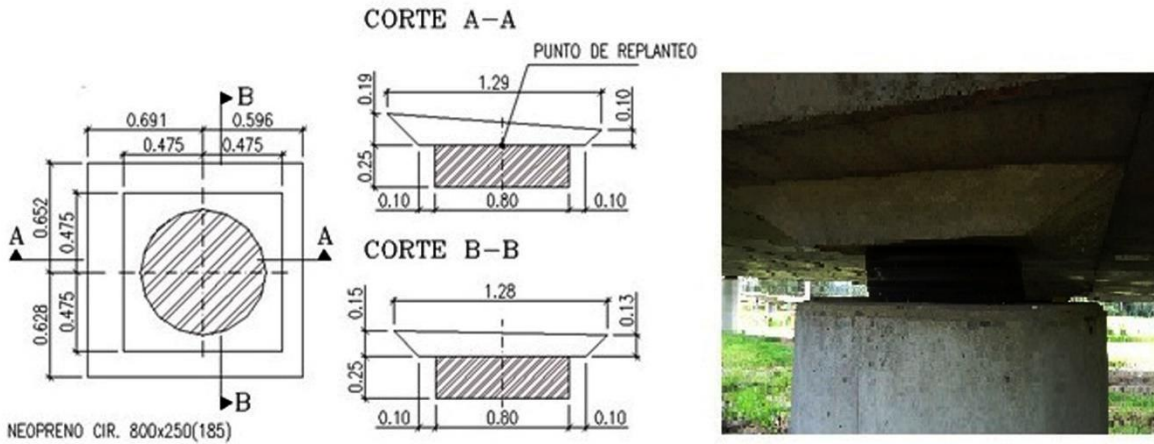 CORTE A-A
PUNTO DE REPLANTEO
0.19
1.29
0.10
0.25
0.10
0.80
0.10
B
0.691
0.596
0.475
0.475
0.652
0.475
A
A
0.628
0.475
B
NEOPRENO CIR. 800x250(185)
CORTE B-B
0.15
1.28
0.13
0.25
0.10
0.80
0.10